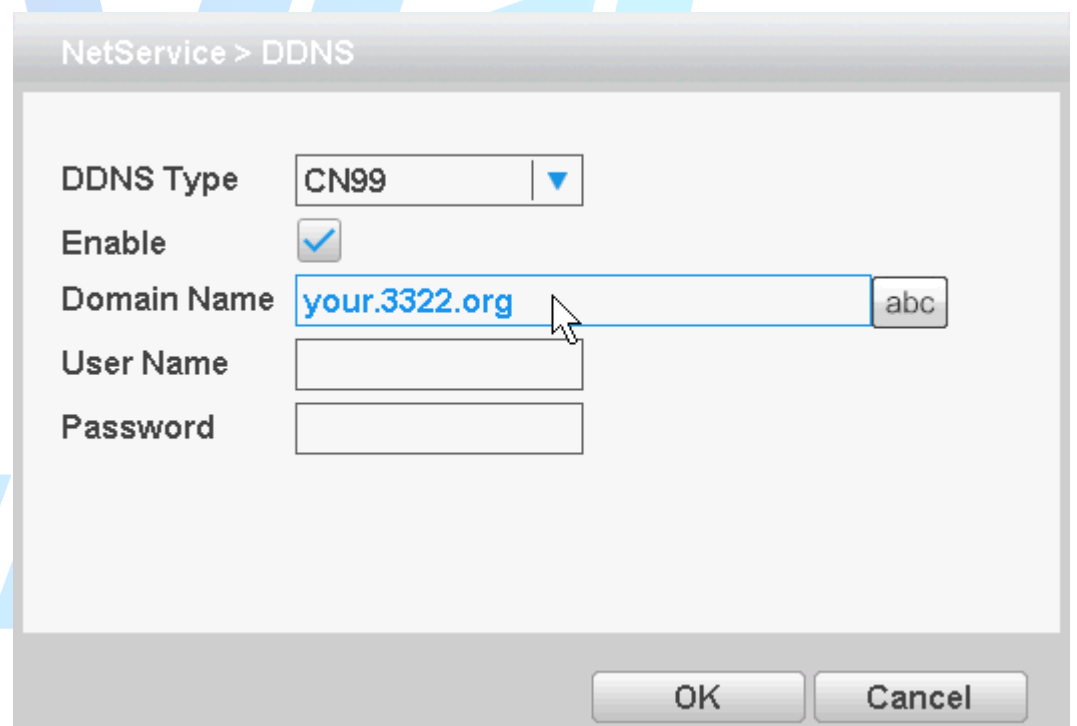 NetService > DDNS
DDNS Type CN99
Enable
Domain Name your.3322.org abc
User Name
Password
OK Cancel